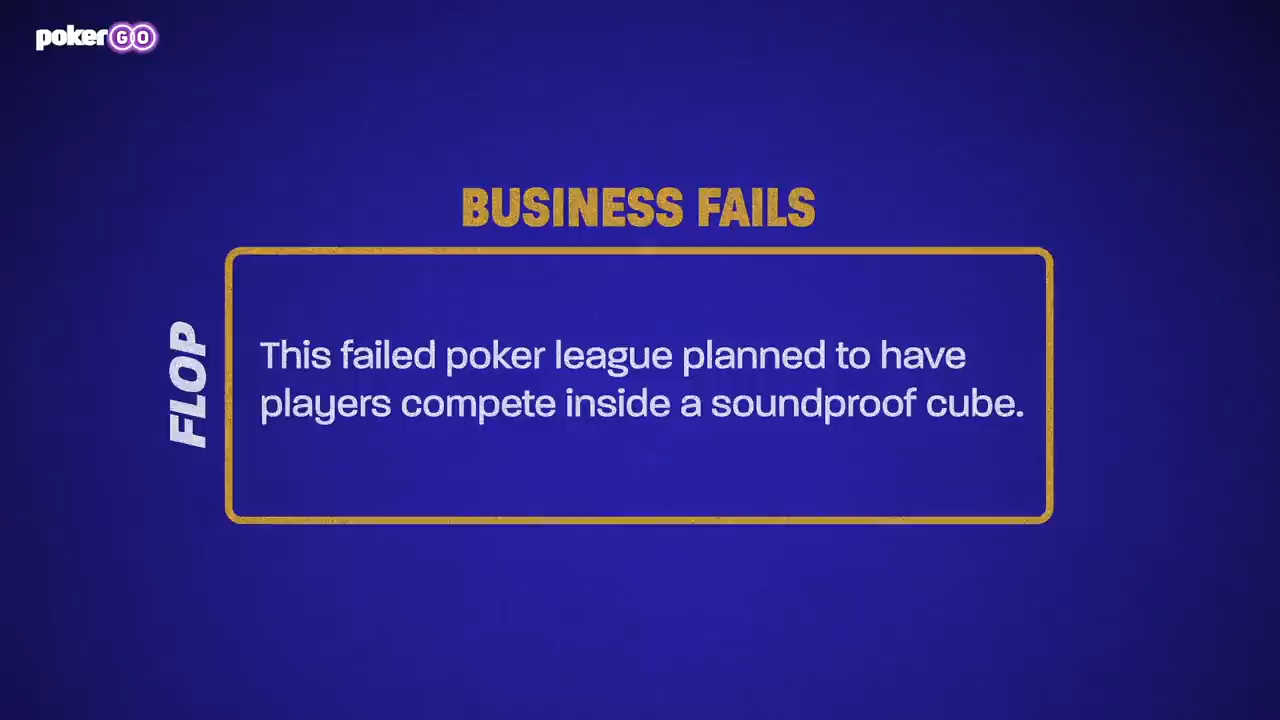 pokerGO
BUSINESS FAILS
FLOP
This failed poker league planned to have
players compete inside a soundproof cube.